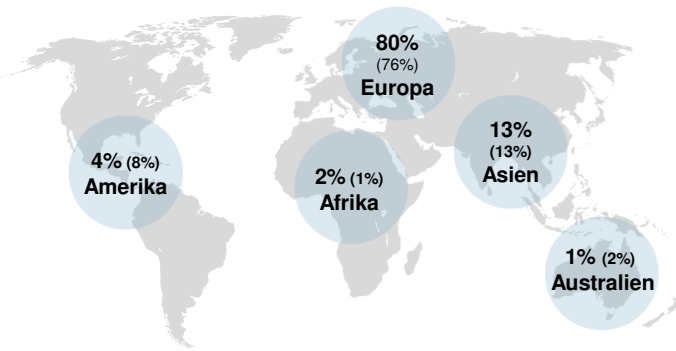 80%
(76%)
Europa
13%
(13%)
Asien
4% (8%)
Amerika
2% (1%)
Afrika
1% (2%)
Australien